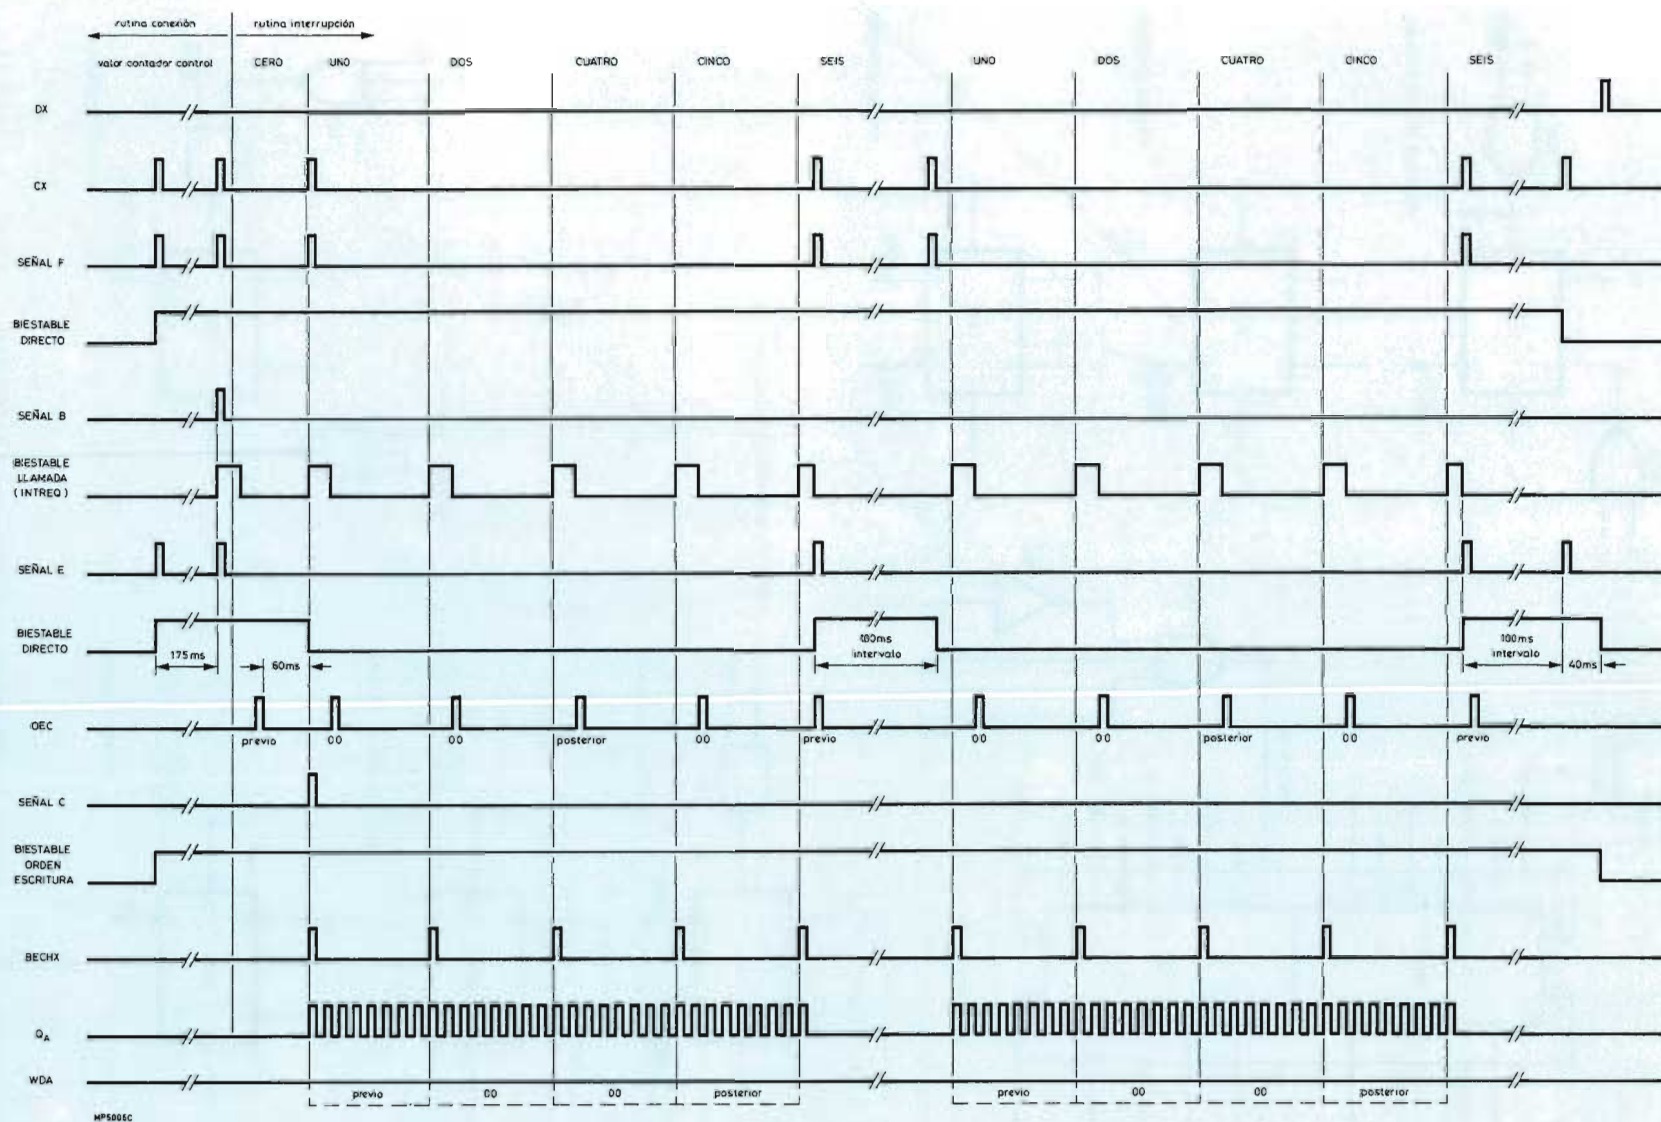 rutina conexión rutina interrupción
valor contador control CERO UNO DOS CUATRO CINCO SEIS UNO DOS CUATRO CINCO SEIS
DX
CX
SEÑAL F
BIESTABLE
DIRECTO
SEÑAL B
BIESTABLE
LLAMADA
(INTREQ)
SEÑAL E
BIESTABLE
DIRECTO
175ms 60ms 100ms
intervalo 100ms
intervalo 40ms
OEC
previo 00 00 posterior 00 previo 00 00 posterior 00 previo
SEÑAL C
BIESTABLE
ORDEN
ESCRITURA
BECHX
QA
WDA
previo 00 00 posterior previo 00 00 posterior
MP5006C